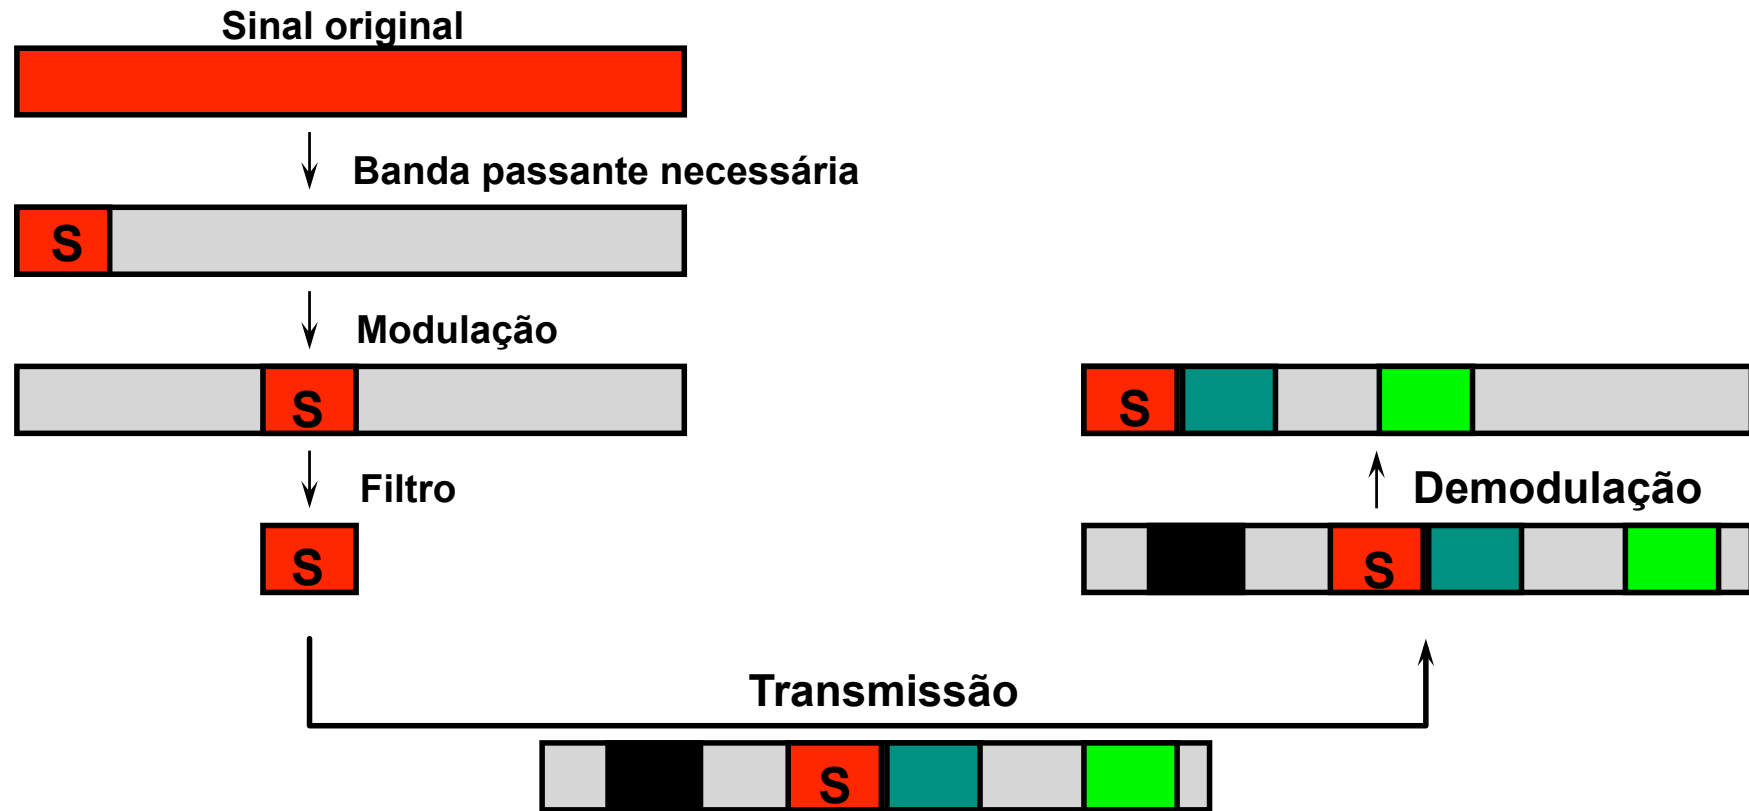 Sinal original
Banda passante necessária
S
Modulação
S
Filtro
S
Transmissão
S
S
Demodulação
S